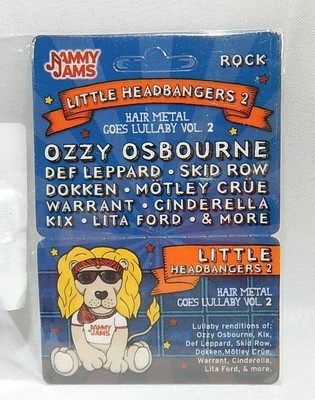 JAMMY
JAMS
ROCK
LITTLE HEADBANGERS 2
HAIR METAL
GOES LULLABY VOL. 2
OZZY OSBOURNE
DEF LEPPARD • SKID ROW
DOKKEN • MÖTLEY CRÜE
WARRANT • CINDERELLA
KIX • LITA FORD • & MORE
LITTLE
HEADBANGERS 2
HAIR METAL
GOES LULLABY VOL. 2
JAMMY
JAMS
Lullaby renditions of:
Ozzy Osbourne, Kix,
Def Leppard, Skid Row,
Dokken, Mötley Crüe,
Warrant, Cinderella,
Lita Ford, & more.